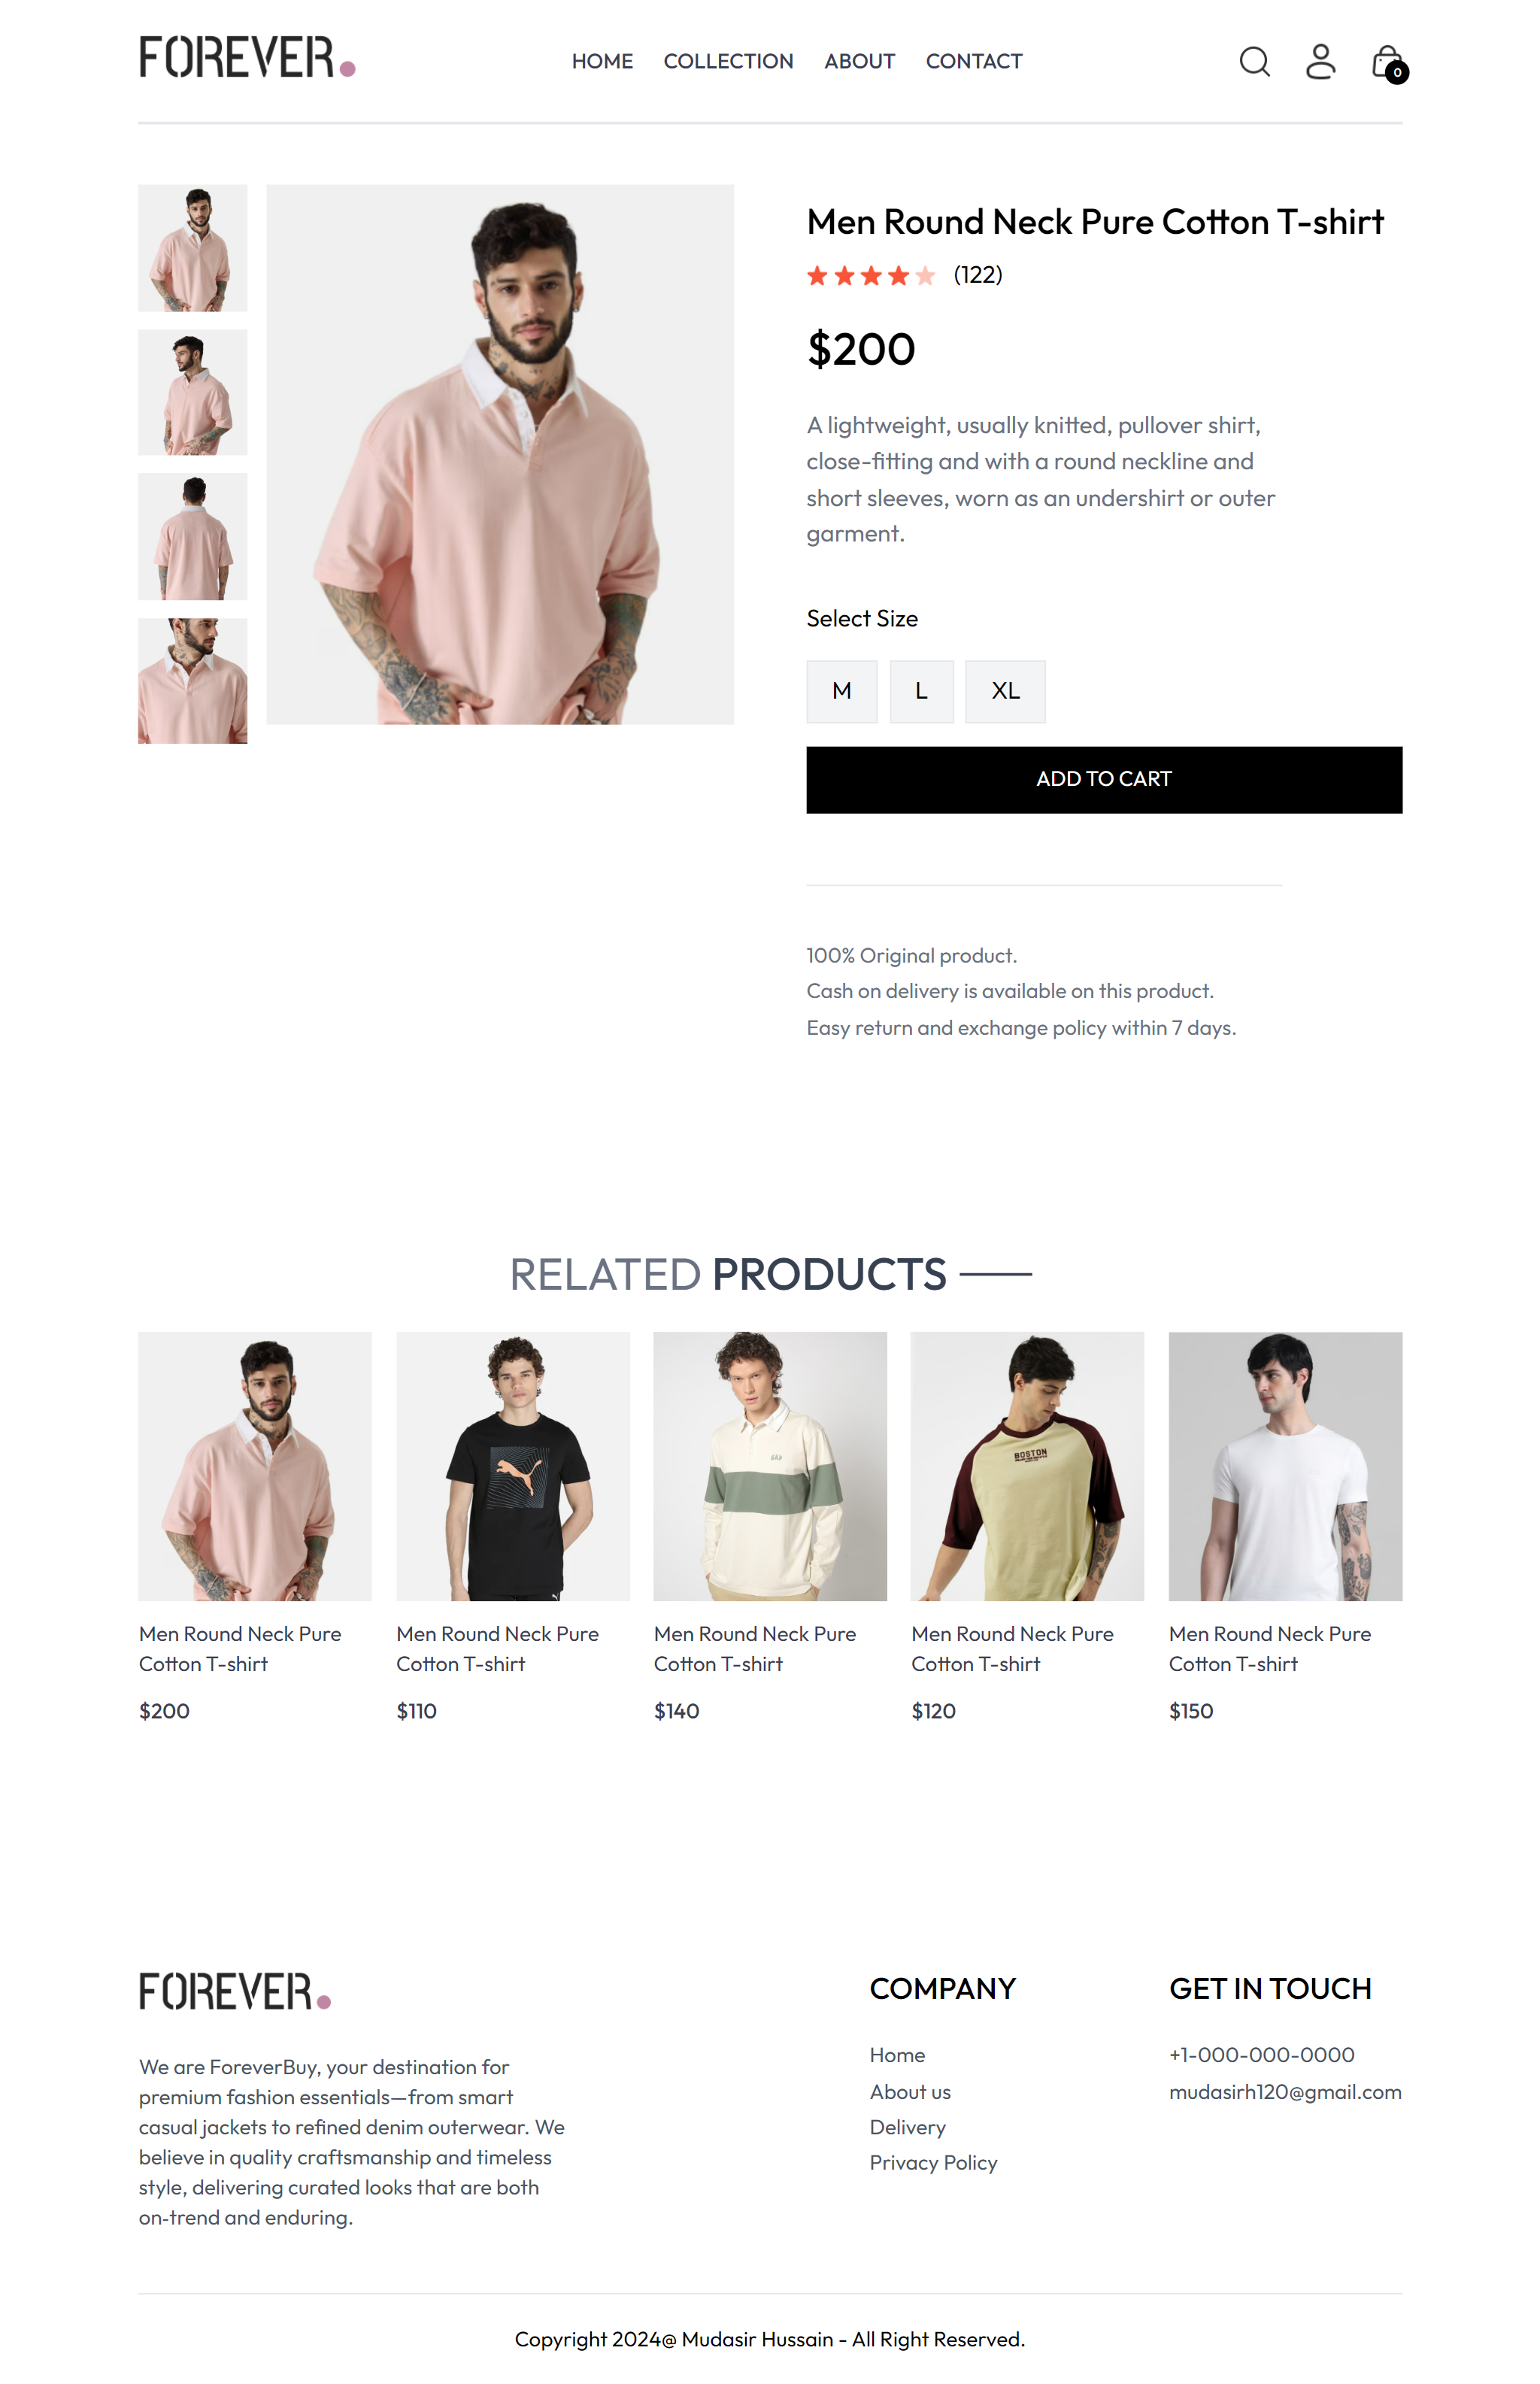 FOREVER.
HOME COLLECTION ABOUT CONTACT
0
Men Round Neck Pure Cotton T-shirt
(122)
$200
A lightweight, usually knitted, pullover shirt,
close-fitting and with a round neckline and
short sleeves, worn as an undershirt or outer
garment.
Select Size
M L XL
ADD TO CART
100% Original product.
Cash on delivery is available on this product.
Easy return and exchange policy within 7 days.
RELATED PRODUCTS
GAP
BOSTON
Men Round Neck Pure
Cotton T-shirt
$200
Men Round Neck Pure
Cotton T-shirt
$110
Men Round Neck Pure
Cotton T-shirt
$140
Men Round Neck Pure
Cotton T-shirt
$120
Men Round Neck Pure
Cotton T-shirt
$150
FOREVER.
We are ForeverBuy, your destination for
premium fashion essentials—from smart
casual jackets to refined denim outerwear. We
believe in quality craftsmanship and timeless
style, delivering curated looks that are both
on-trend and enduring.
COMPANY
Home
About us
Delivery
Privacy Policy
GET IN TOUCH
+1-000-000-0000
mudasirh120@gmail.com
Copyright 2024@ Mudasir Hussain - All Right Reserved.